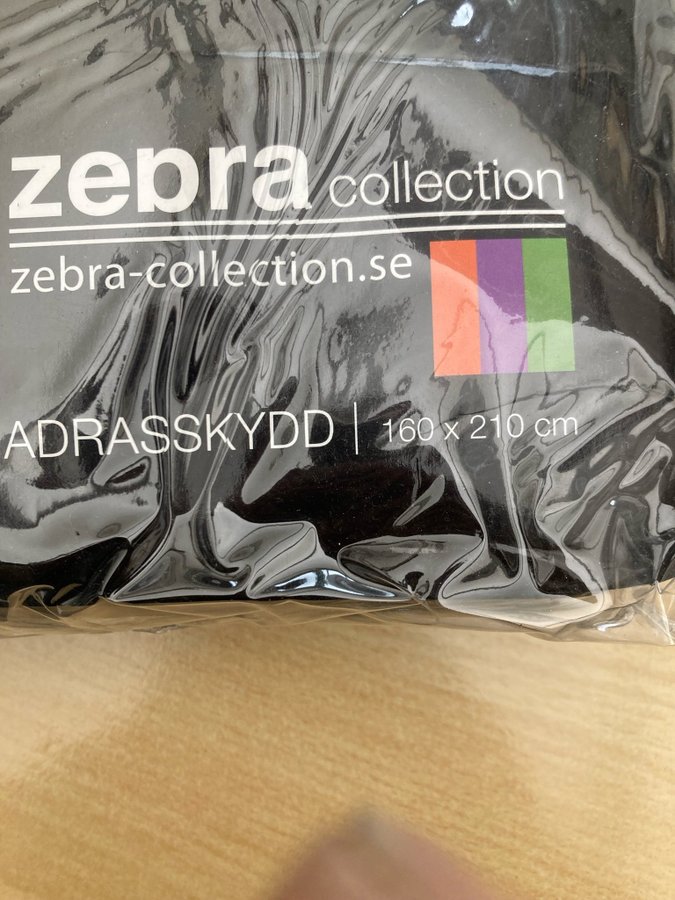 zebra collection
zebra-collection.se
ADRASSKYDD | 160 x 210 cm